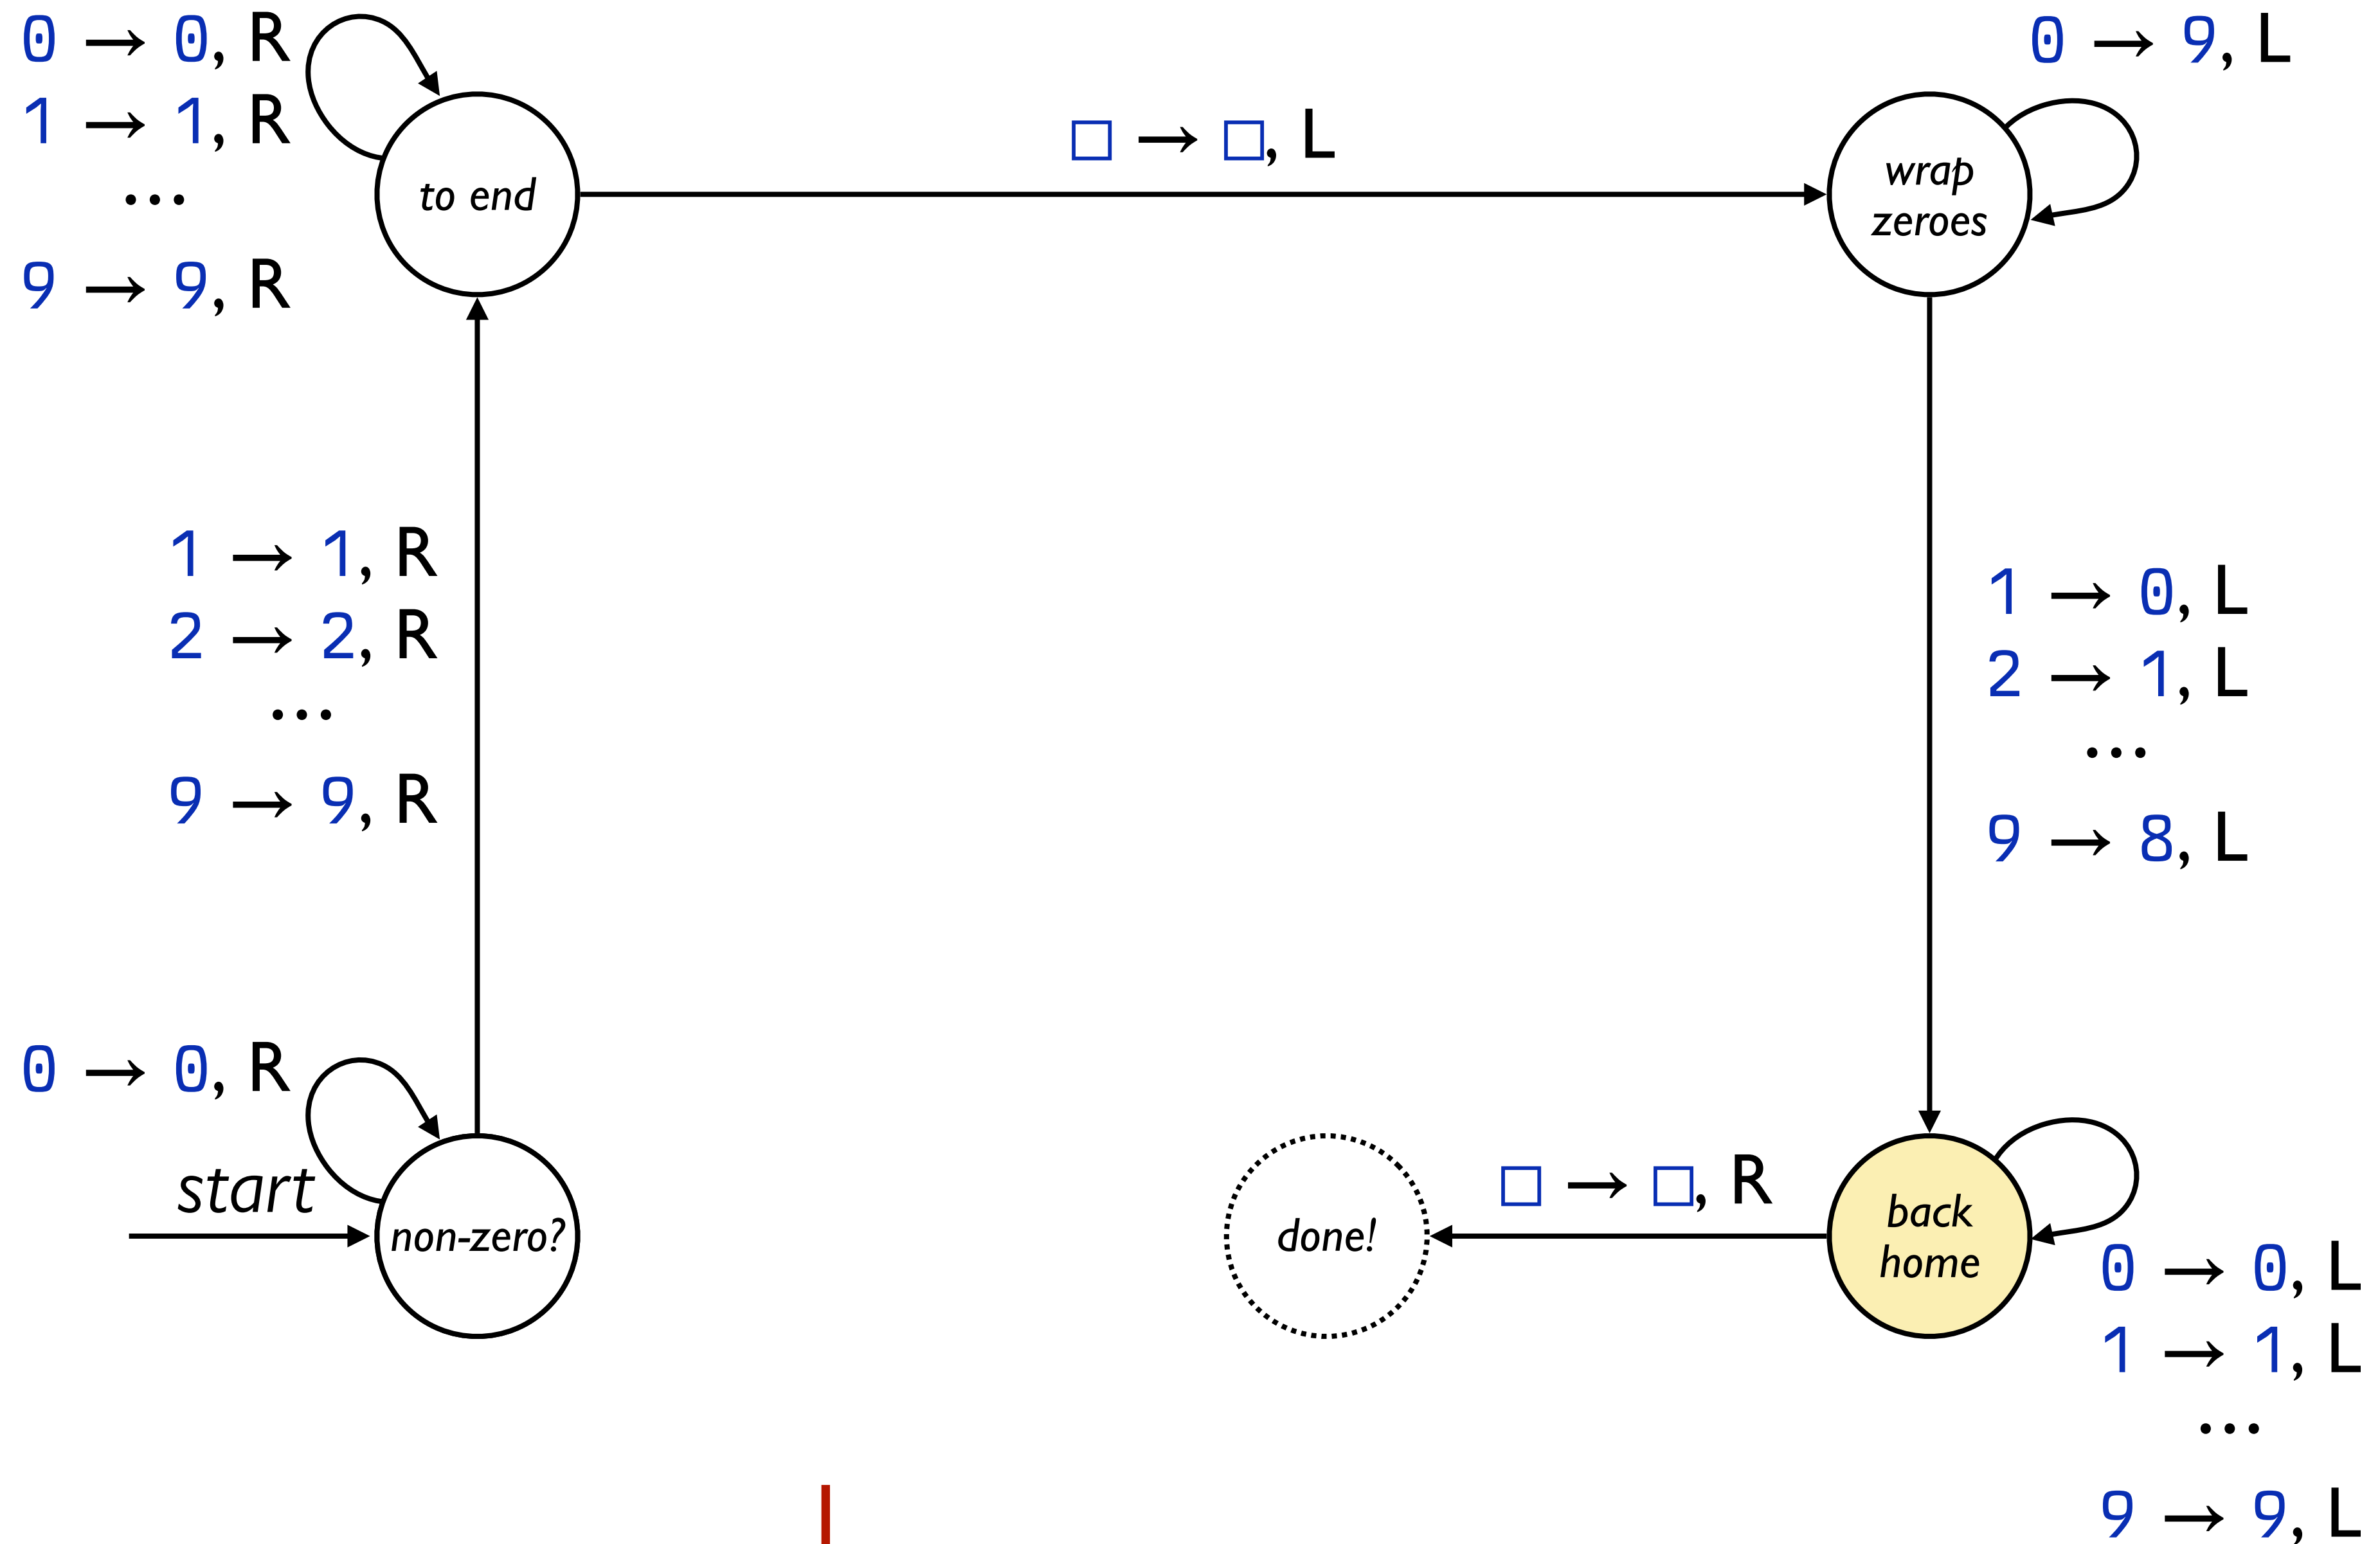 0 → 0, R
1 → 1, R
...
9 → 9, R
to end
□ → □, L
0 → 9, L
wrap
zeroes
1 → 1, R
2 → 2, R
...
9 → 9, R
1 → 0, L
2 → 1, L
...
9 → 8, L
0 → 0, R
start
non-zero?
done!
□ → □, R
back
home
0 → 0, L
1 → 1, L
...
9 → 9, L